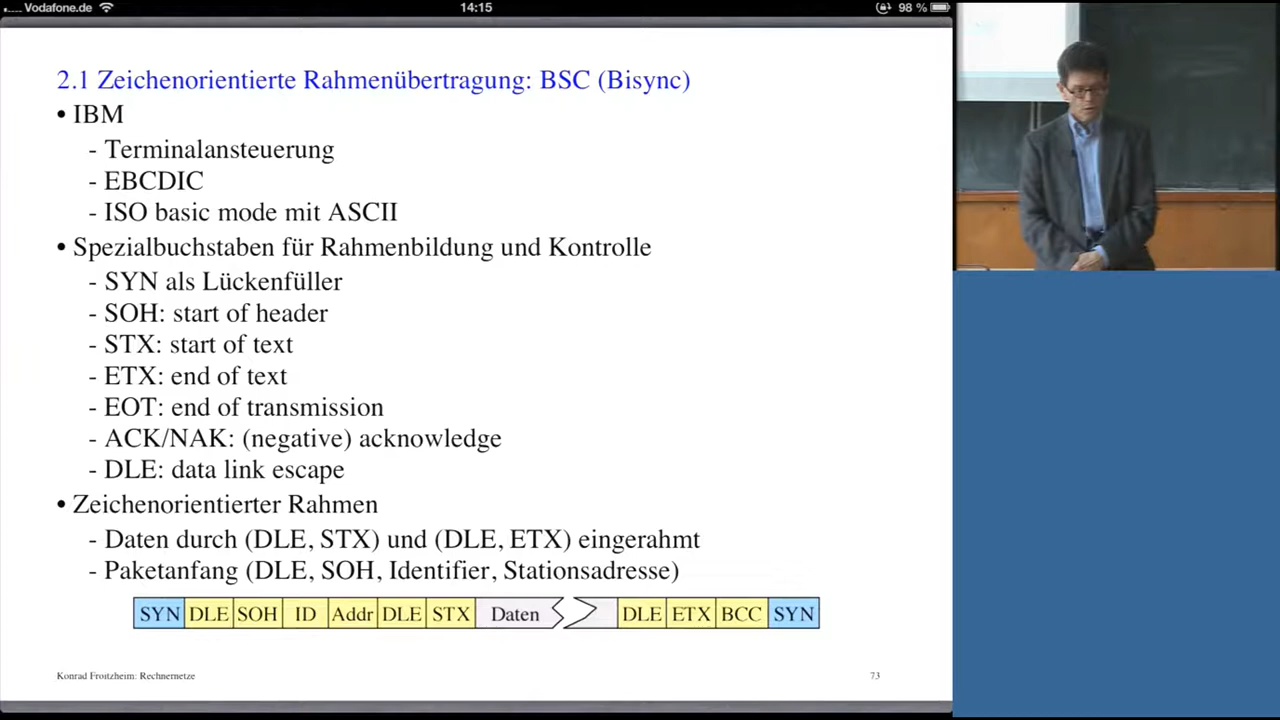 Vodafone.de 14:15 98 %
2.1 Zeichenorientierte Rahmenübertragung: BSC (Bisync)
• IBM
- Terminalansteuerung
- EBCDIC
- ISO basic mode mit ASCII
• Spezialbuchstaben für Rahmenbildung und Kontrolle
- SYN als Lückenfüller
- SOH: start of header
- STX: start of text
- ETX: end of text
- EOT: end of transmission
- ACK/NAK: (negative) acknowledge
- DLE: data link escape
• Zeichenorientierter Rahmen
- Daten durch (DLE, STX) und (DLE, ETX) eingerahmt
- Paketanfang (DLE, SOH, Identifier, Stationsadresse)
SYN DLE SOH ID Addr DLE STX Daten DLE ETX BCC SYN
Konrad Froitzheim: Rechnernetze 73